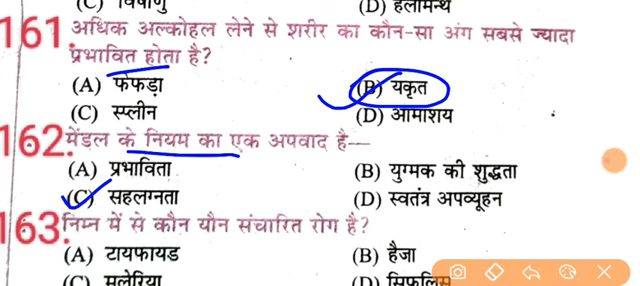 (C) विषाणु (D) हेलामन्थ
161. अधिक अल्कोहल लेने से शरीर का कौन-सा अंग सबसे ज्यादा
प्रभावित होता है?
(A) फेफड़ा (B) यकृत
(C) स्प्लीन (D) आमाशय
162. मेंडल के नियम का एक अपवाद है—
(A) प्रभाविता (B) युग्मक की शुद्धता
(C) सहलग्नता (D) स्वतंत्र अपव्यूहन
163. निम्न में से कौन यौन संचारित रोग है?
(A) टायफायड (B) हैजा
(C) मलेरिया (D) सिफलिस